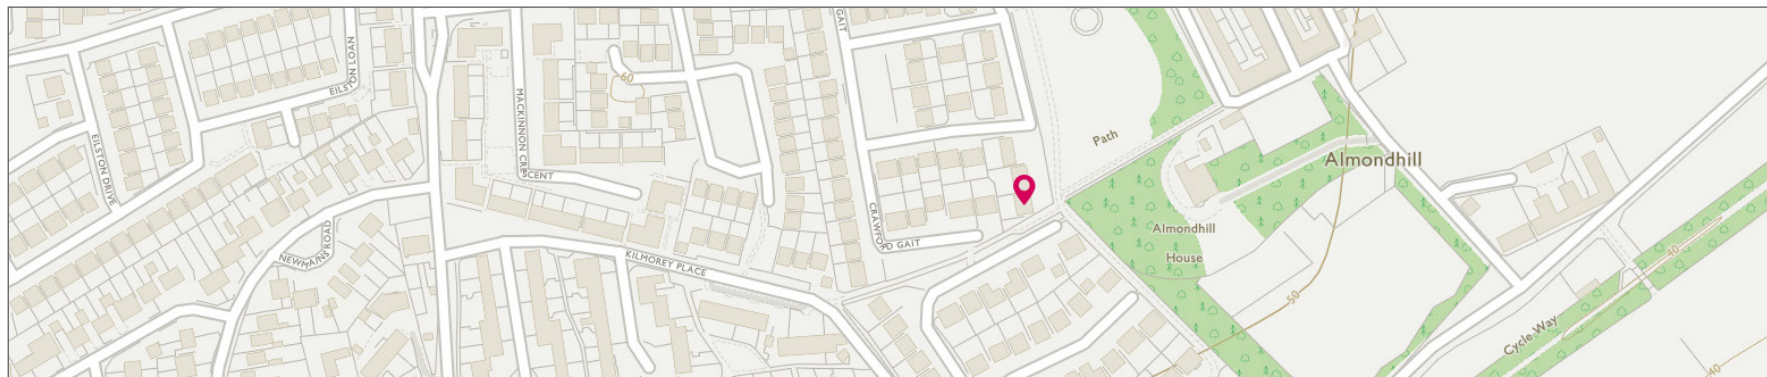 GAIT
EILSTON LOAN
60
MACKINNON CRESCENT
EILSTON DRIVE
Path
Almondhill
CRAWFORD GAIT
Almondhill
House
NEWMAINS ROAD
KILMOREY PLACE
40
50
Cycle Way
40